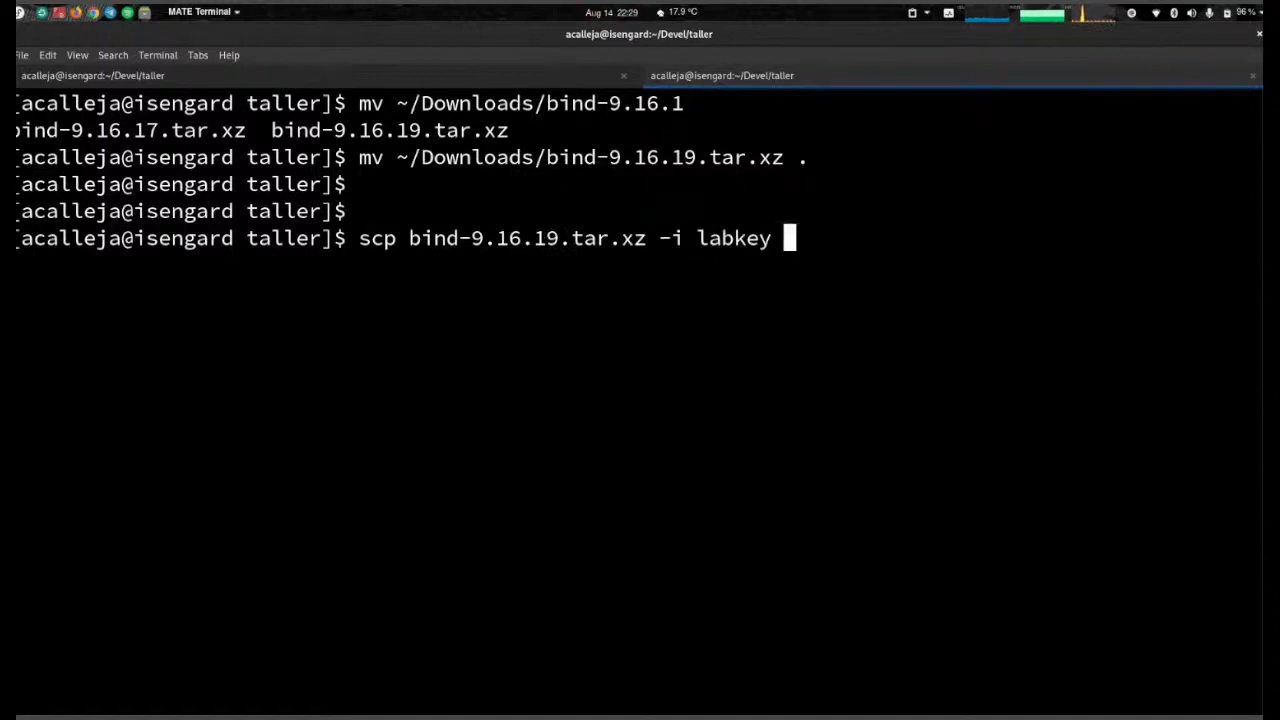 MATE Terminal
Aug 14 22:29
17.9 °C
96 %
acalleja@isengard:~/Devel/taller
File Edit View Search Terminal Tabs Help
acalleja@isengard:~/Devel/taller
acalleja@isengard:~/Devel/taller
[acalleja@isengard taller]$ mv ~/Downloads/bind-9.16.1
bind-9.16.17.tar.xz bind-9.16.19.tar.xz
[acalleja@isengard taller]$ mv ~/Downloads/bind-9.16.19.tar.xz .
[acalleja@isengard taller]$
[acalleja@isengard taller]$
[acalleja@isengard taller]$ scp bind-9.16.19.tar.xz -i labkey